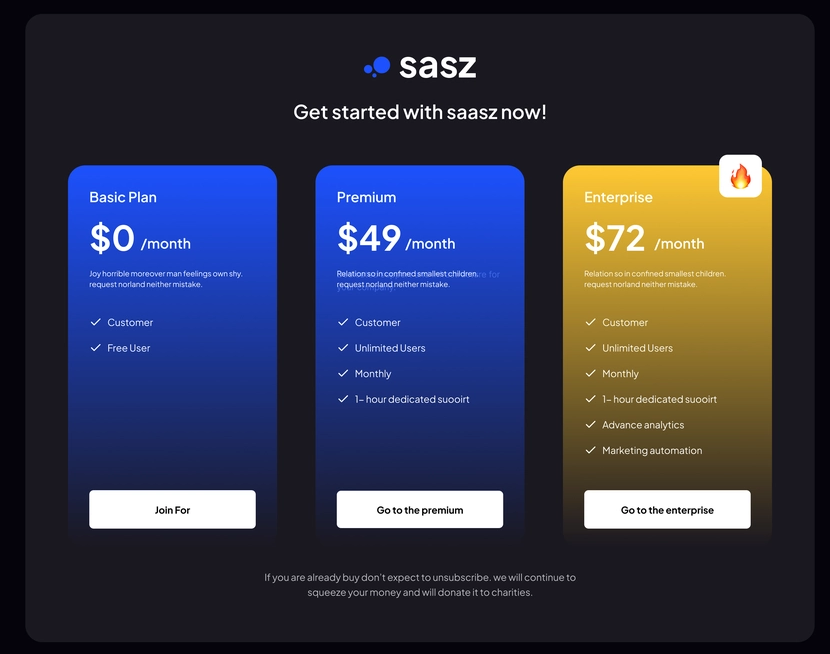 sasz
Get started with saasz now!
Basic Plan
$0 /month
Joy horrible moreover man feelings own shy.
request norland neither mistake.
Customer
Free User
Join For
Premium
$49 /month
Relation so in confined smallest children.
request norland neither mistake.
Customer
Unlimited Users
Monthly
1- hour dedicated suooirt
Go to the premium
Enterprise
$72 /month
Relation so in confined smallest children.
request norland neither mistake.
Customer
Unlimited Users
Monthly
1- hour dedicated suooirt
Advance analytics
Marketing automation
Go to the enterprise
If you are already buy don't expect to unsubscribe. we will continue to
squeeze your money and will donate it to charities.